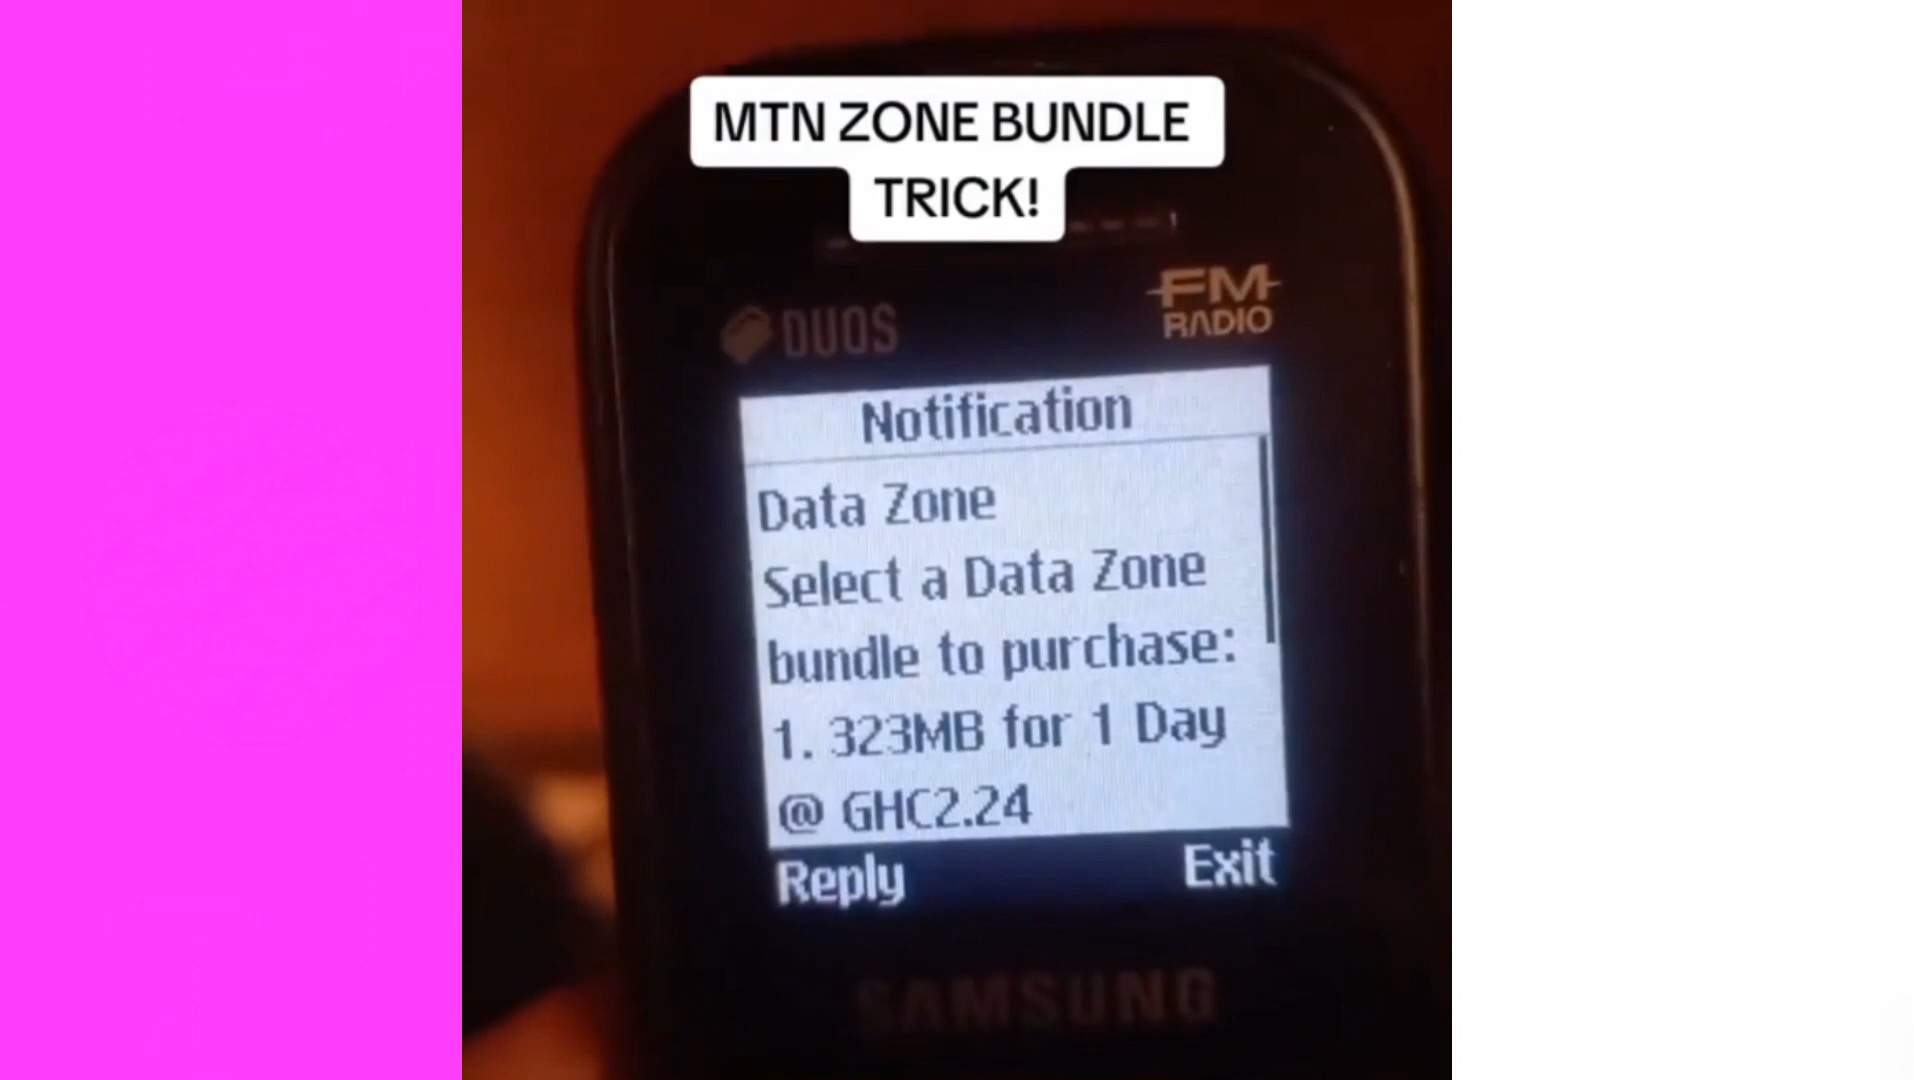 MTN ZONE BUNDLE
TRICK!
FM
RADIO
DUOS
Notification
Data Zone
Select a Data Zone
bundle to purchase:
1. 323MB for 1 Day
@ GHC2.24
Reply Exit
SAMSUNG